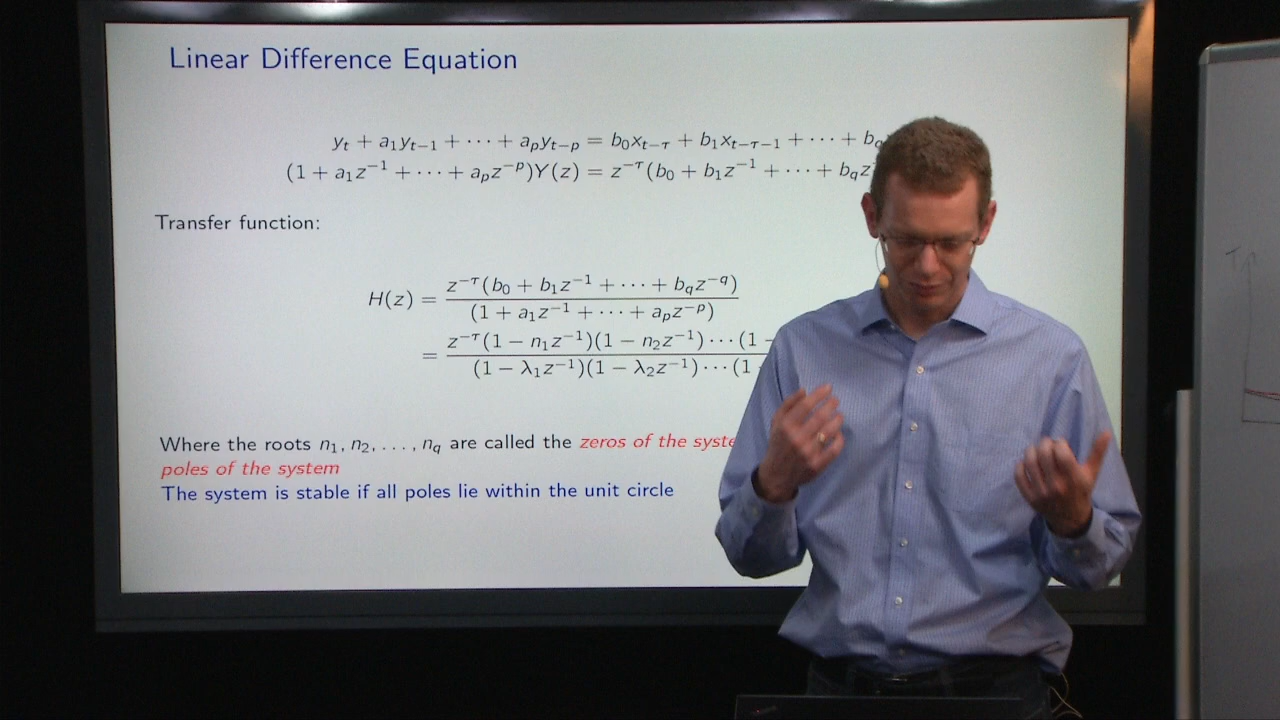 Linear Difference Equation
y_t + a_1y_{t−1} + ⋯ + a_py_{t−p} = b_0x_{t−τ} + b_1x_{t−τ−1} + ⋯ + b_q
(1 + a_1z^{−1} + ⋯ + a_pz^{−p})Y(z) = z^{−τ}(b_0 + b_1z^{−1} + ⋯ + b_qz
Transfer function:
H(z) = \frac{z^{−τ}(b_0 + b_1z^{−1} + ⋯ + b_qz^{−q})}{(1 + a_1z^{−1} + ⋯ + a_pz^{−p})}
= \frac{z^{−τ}(1 − n_1z^{−1})(1 − n_2z^{−1})⋯(1 −}{(1 − λ_1z^{−1})(1 − λ_2z^{−1})⋯(1}
Where the roots n_1, n_2, . . . , n_q are called the zeros of the syste
poles of the system
The system is stable if all poles lie within the unit circle
T